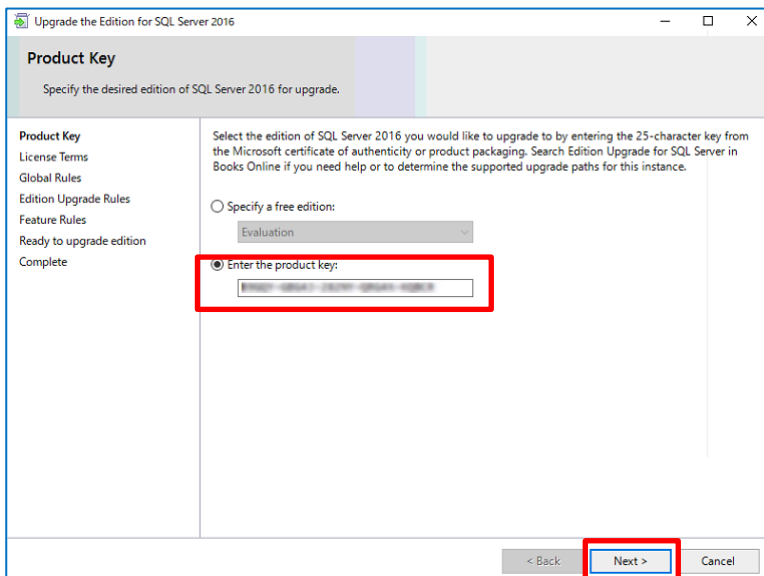 Upgrade the Edition for SQL Server 2016
Product Key
Specify the desired edition of SQL Server 2016 for upgrade.
Product Key
License Terms
Global Rules
Edition Upgrade Rules
Feature Rules
Ready to upgrade edition
Complete
Select the edition of SQL Server 2016 you would like to upgrade to by entering the 25-character key from
the Microsoft certificate of authenticity or product packaging. Search Edition Upgrade for SQL Server in
Books Online if you need help or to determine the supported upgrade paths for this instance.
Specify a free edition:
Evaluation
Enter the product key:
< Back
Next >
Cancel